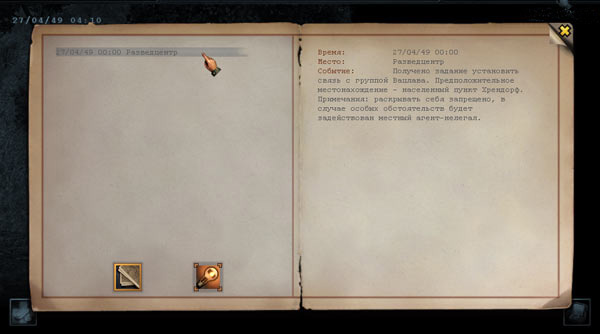 27/04/49 04:10
27/04/49 00:00 Разведцентр
Время: 27/04/49 00:00
Место: Разведцентр
Событие: Получено задание установить
связь с группой Вацлава. Предположительное
местонахождение - населенный пункт Хрендорф.
Примечания: раскрывать себя запрещено, в
случае особых обстоятельств будет
задействован местный агент-нелегал.